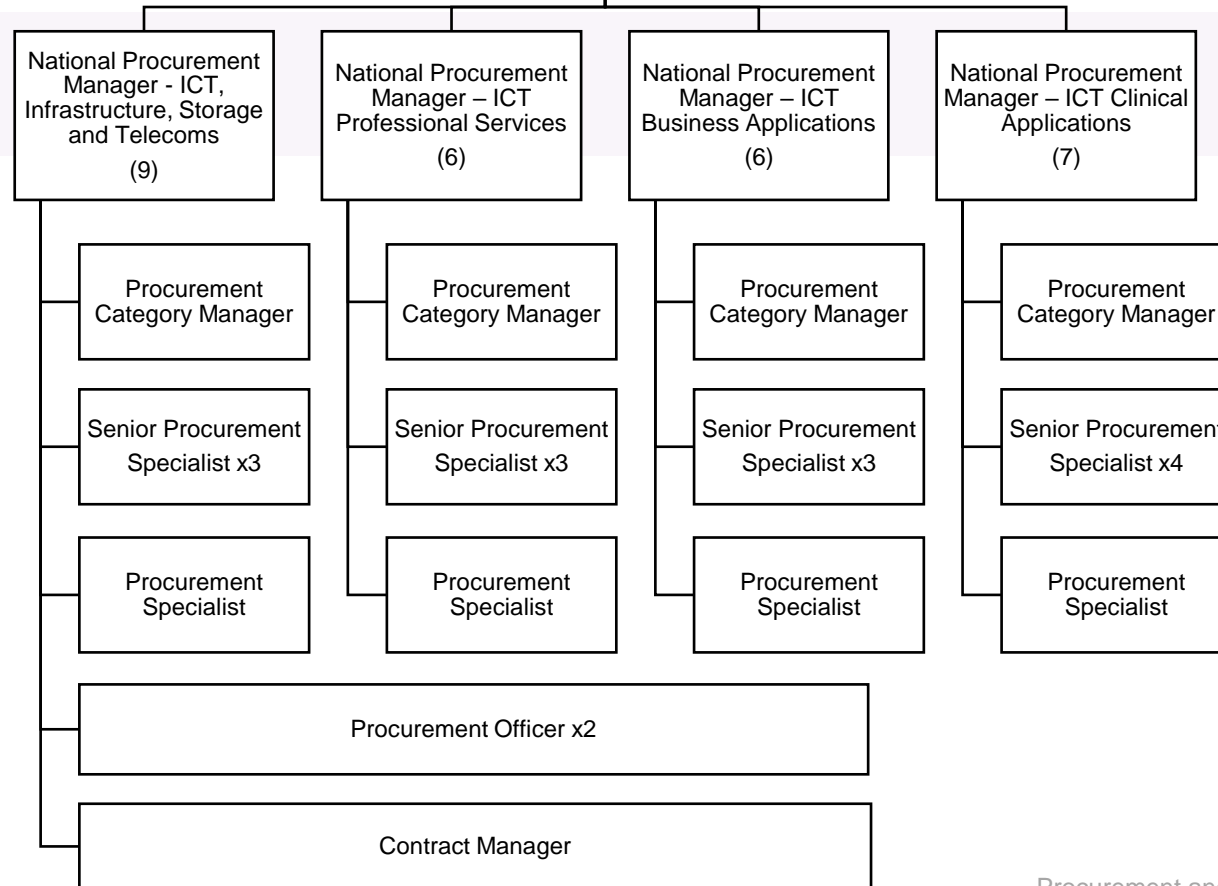 National Procurement
Manager - ICT,
Infrastructure, Storage
and Telecoms
(9)
National Procurement
Manager – ICT
Professional Services
(6)
National Procurement
Manager – ICT
Business Applications
(6)
National Procurement
Manager – ICT Clinical
Applications
(7)
Procurement
Category Manager
Procurement
Category Manager
Procurement
Category Manager
Procurement
Category Manager
Senior Procurement
Specialist x3
Senior Procurement
Specialist x3
Senior Procurement
Specialist x3
Senior Procurement
Specialist x4
Procurement
Specialist
Procurement
Specialist
Procurement
Specialist
Procurement
Specialist
Procurement Officer x2
Contract Manager
Procurement an